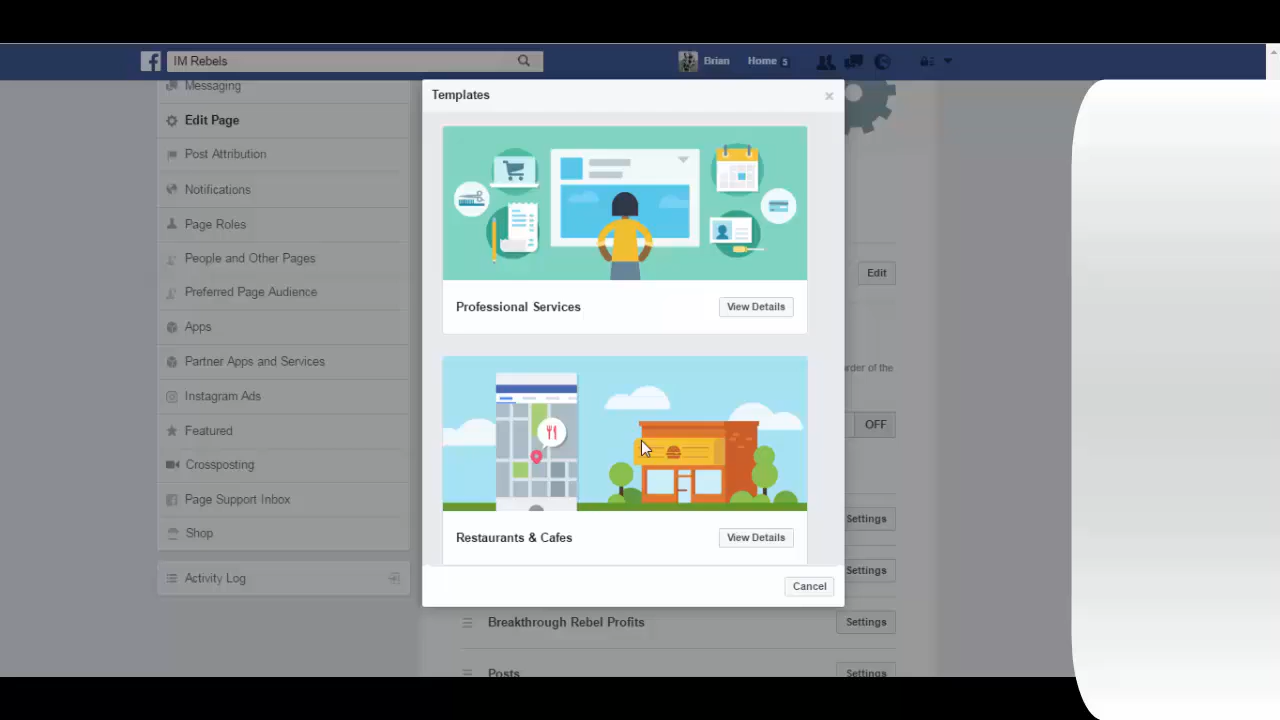 IM Rebels
Brian
Home 5
Messaging
Edit Page
Post Attribution
Notifications
Page Roles
People and Other Pages
Preferred Page Audience
Apps
Partner Apps and Services
Instagram Ads
Featured
Crossposting
Page Support Inbox
Shop
Activity Log
Templates
Professional Services
View Details
Restaurants & Cafes
View Details
Cancel
Edit
order of the
OFF
Settings
Settings
Breakthrough Rebel Profits
Settings
Posts
Settings